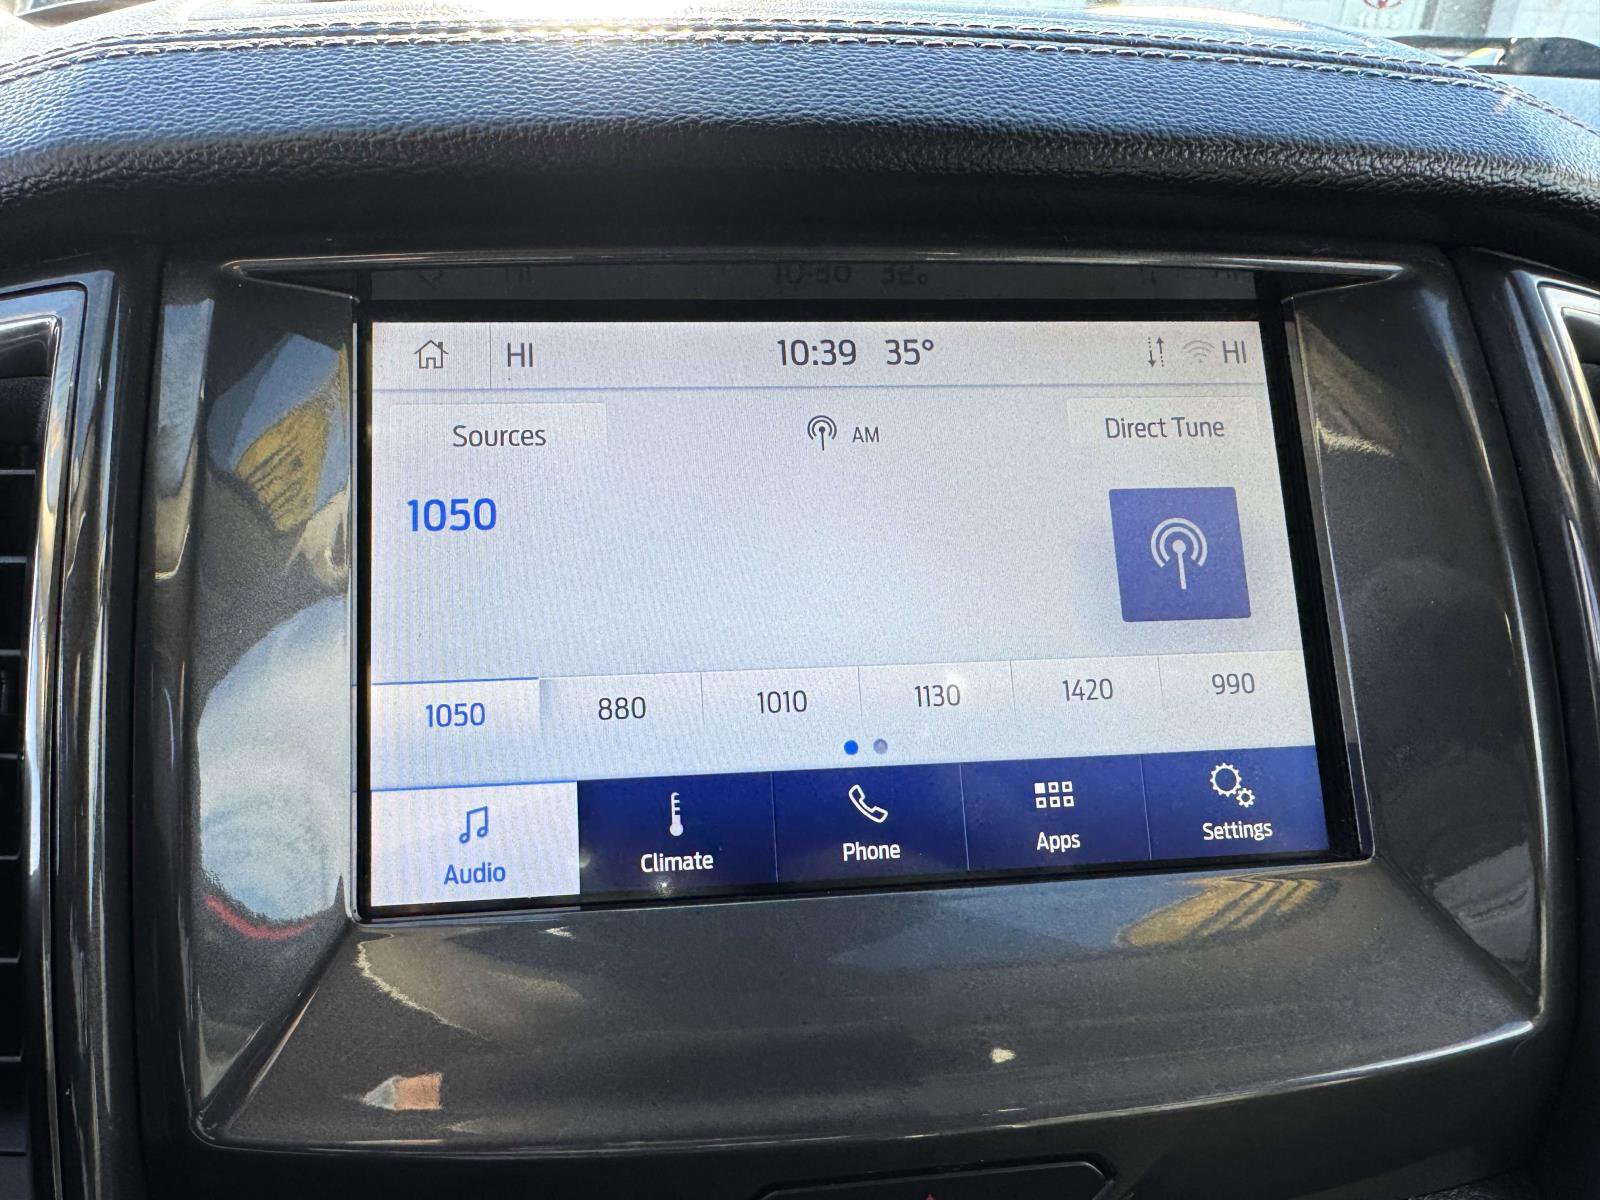 HI 10:39 35° HI
Sources AM Direct Tune
1050
1050 880 1010 1130 1420 990
Audio Climate Phone Apps Settings